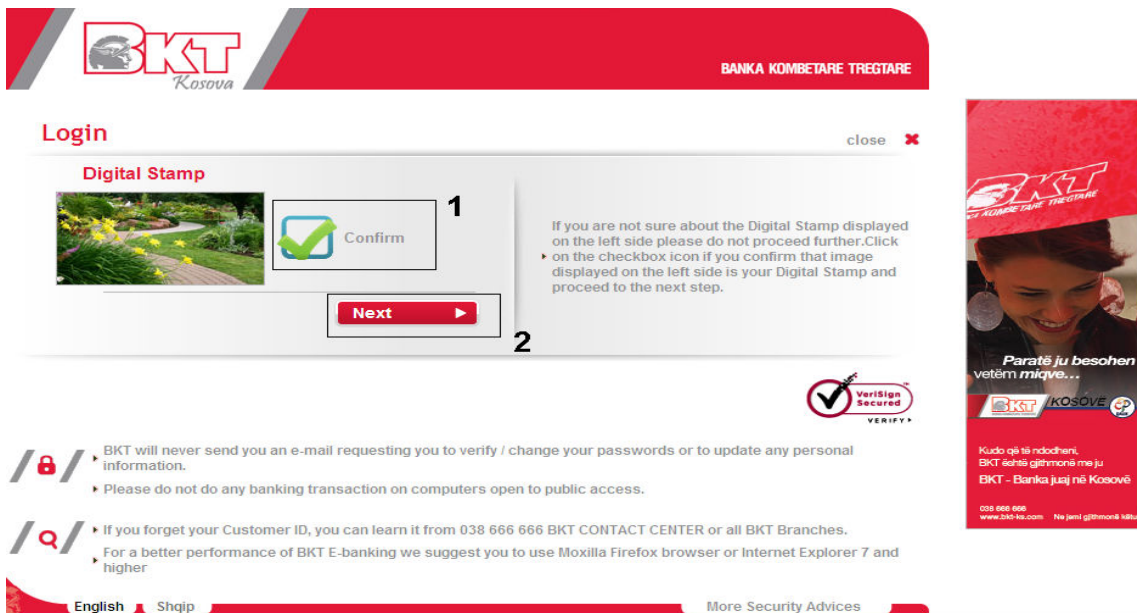 BKT
Kosova
BANKA KOMBETARE TREGTARE
Login
close
Digital Stamp
1
Confirm
If you are not sure about the Digital Stamp displayed
on the left side please do not proceed further.Click
on the checkbox icon if you confirm that image
displayed on the left side is your Digital Stamp and
proceed to the next step.
Next
2
VeriSign
Secured
VERIFY
BKT will never send you an e-mail requesting you to verify / change your passwords or to update any personal
information.
Please do not do any banking transaction on computers open to public access.
If you forget your Customer ID, you can learn it from 038 666 666 BKT CONTACT CENTER or all BKT Branches.
For a better performance of BKT E-banking we suggest you to use Moxilla Firefox browser or Internet Explorer 7 and
higher
English
Shqip
More Security Advices
BKT
KOMBETARE TREGTARE
Paratë ju besohen
vetëm miqve...
BKT
KOSOVË
Kudo që të ndodheni,
BKT është gjithmonë me ju
BKT - Banka juaj në Kosovë
038 666 666
www.bkt-ks.com Ne jemi gjithmonë këtu